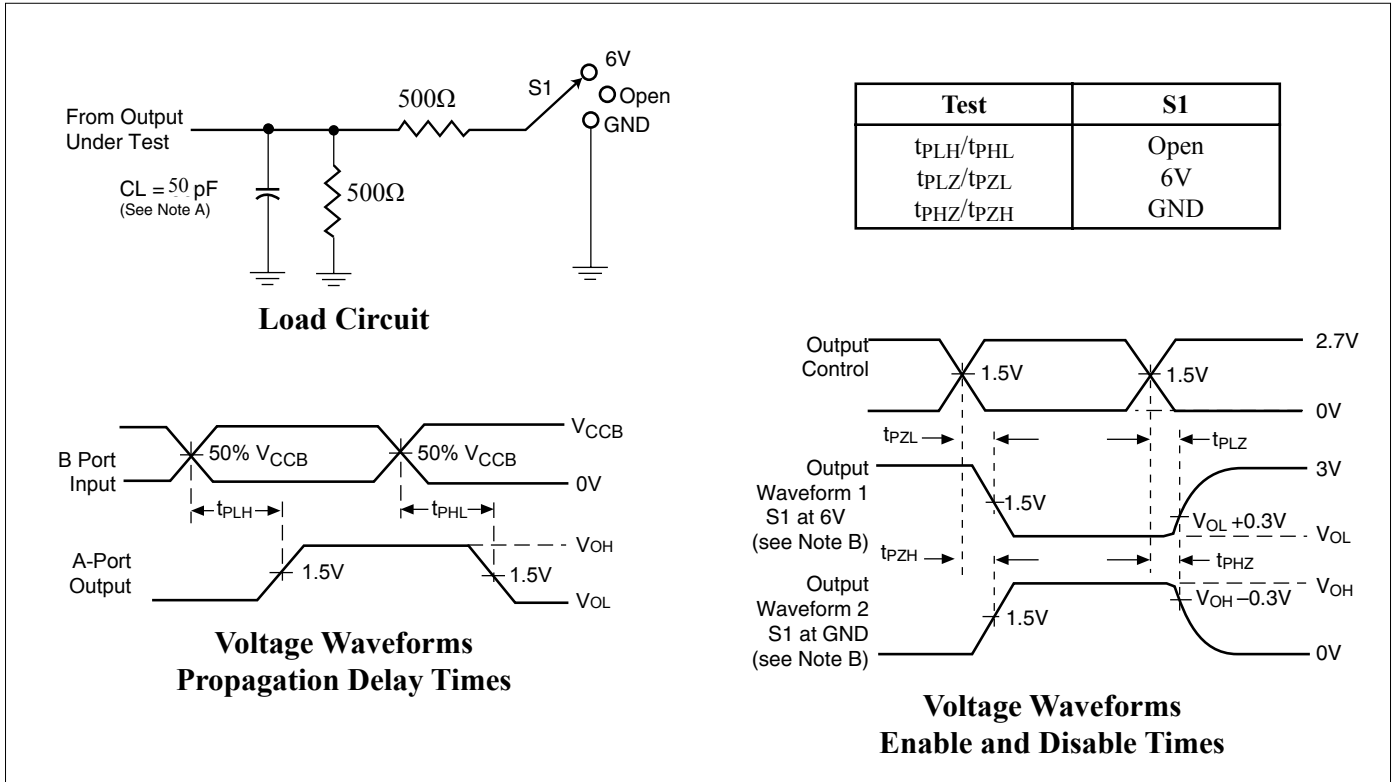 6V
S1
Open
GND
500Ω
From Output
Under Test
CL = 50 pF
(See Note A)
500Ω
Load Circuit
Test S1
tPLH/tPHL Open
tPLZ/tPZL 6V
tPHZ/tPZH GND
B Port
Input
50% VCCB
50% VCCB
VCCB
0V
tPLH
tPHL
A-Port
Output
1.5V
1.5V
VOH
VOL
Voltage Waveforms
Propagation Delay Times
Output
Control
1.5V
1.5V
2.7V
0V
tPZL
tPLZ
Output
Waveform 1
S1 at 6V
(see Note B)
1.5V
3V
VOL +0.3V
VOL
tPZH
tPHZ
Output
Waveform 2
S1 at GND
(see Note B)
1.5V
VOH
VOH –0.3V
0V
Voltage Waveforms
Enable and Disable Times